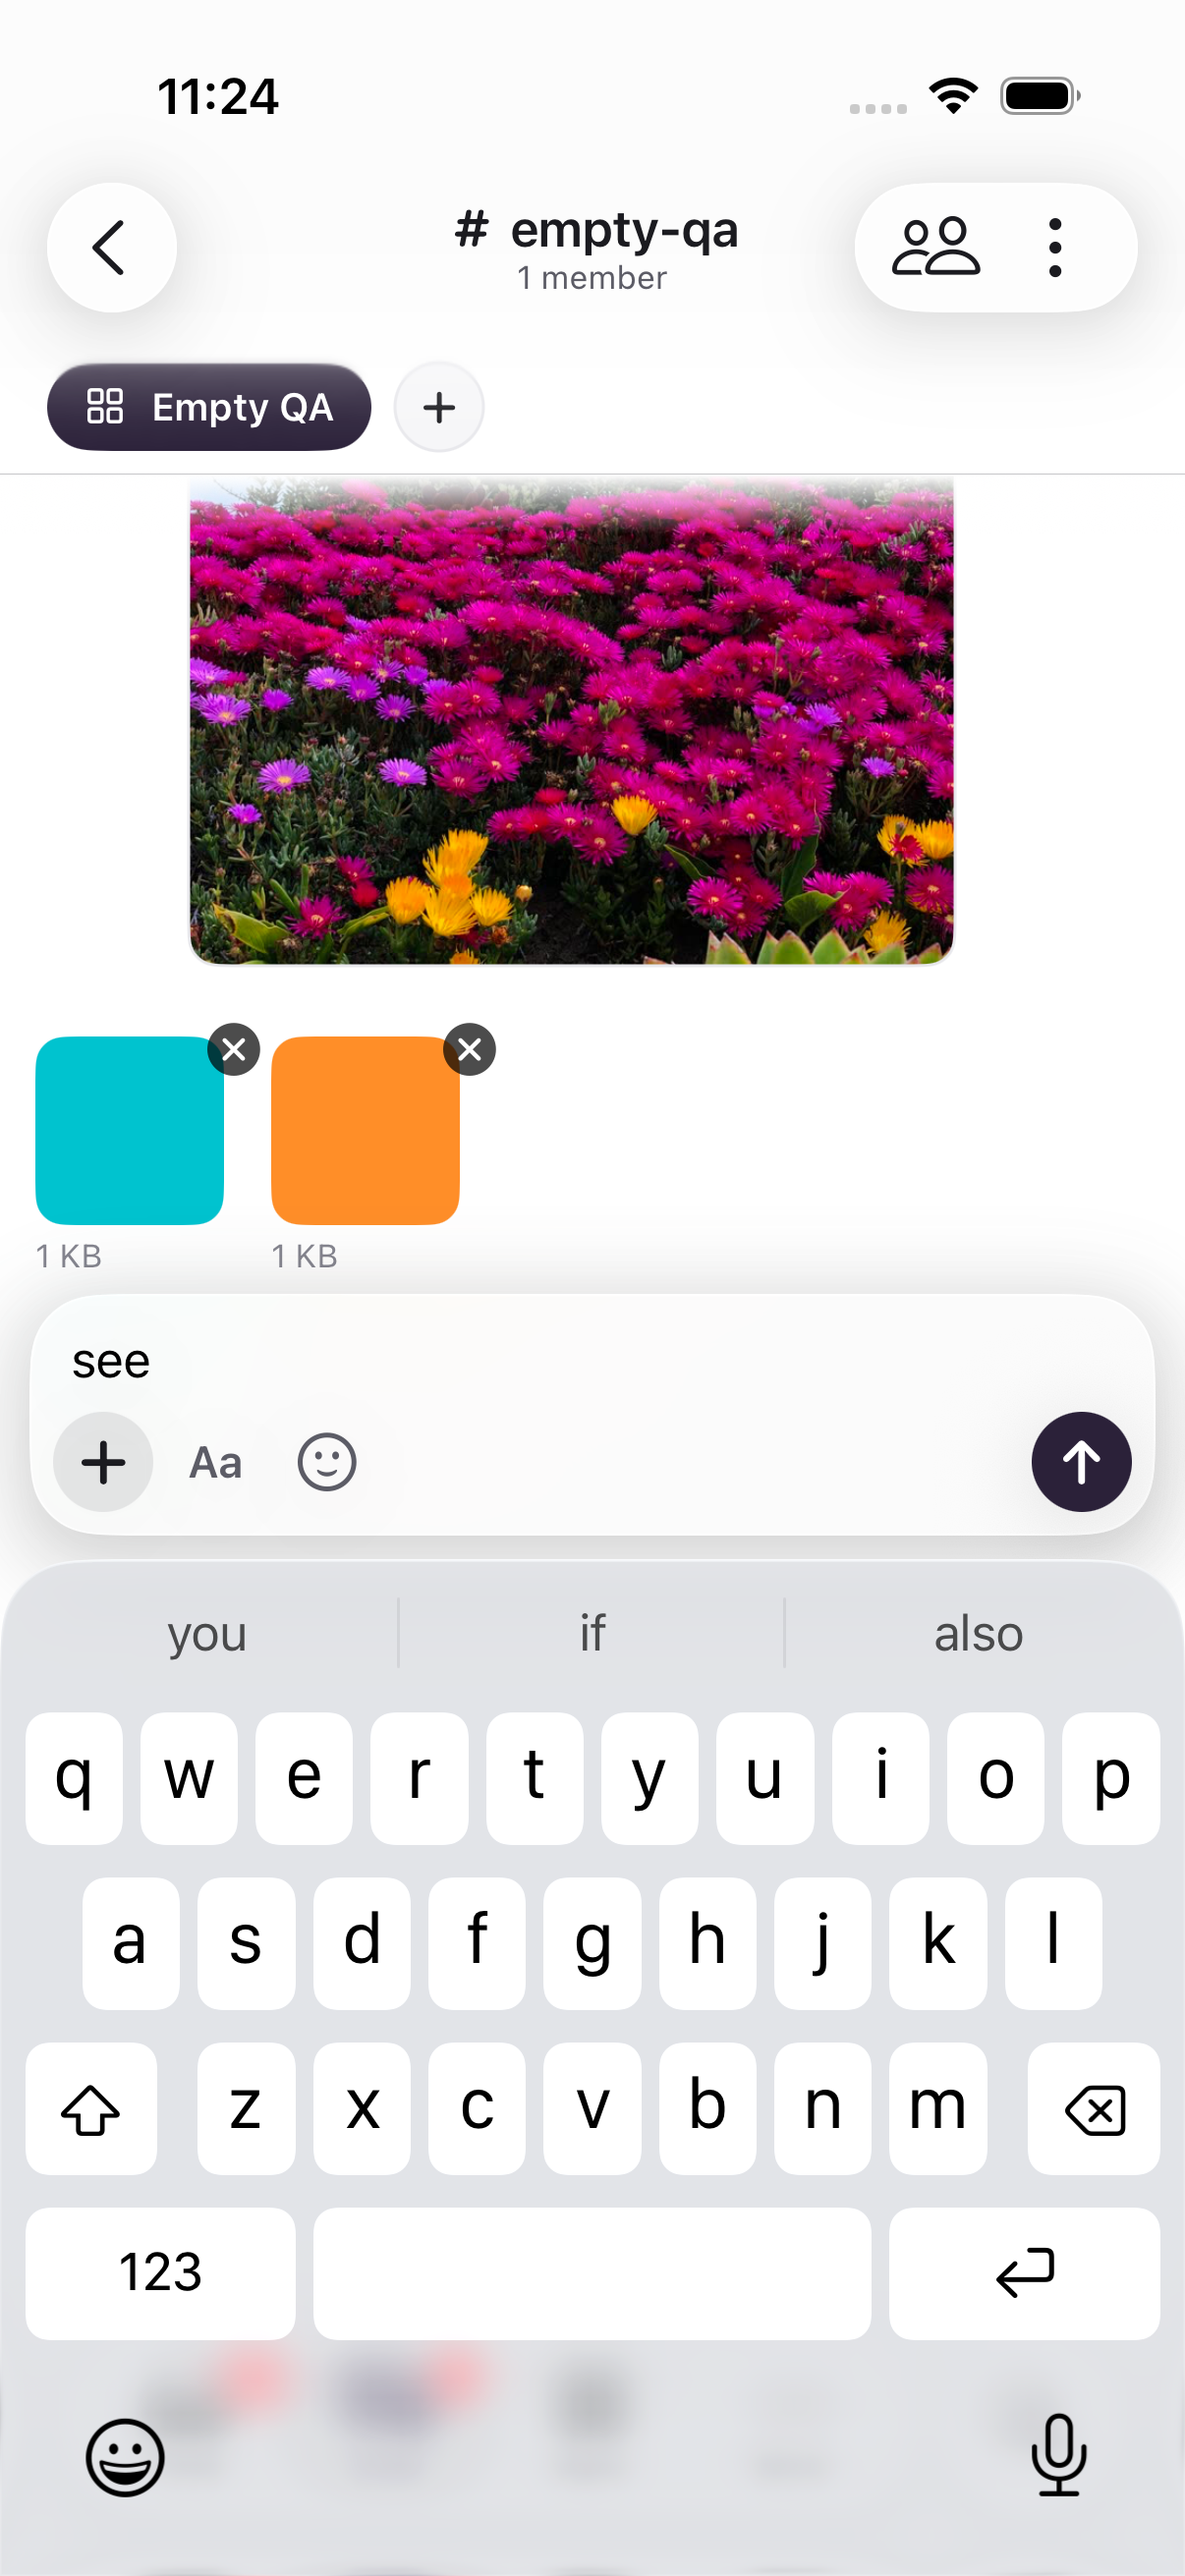 11:24
# empty-qa
1 member
Empty QA
1 KB 1 KB
see
Aa
you if also
q w e r t y u i o p
a s d f g h j k l
z x c v b n m
123